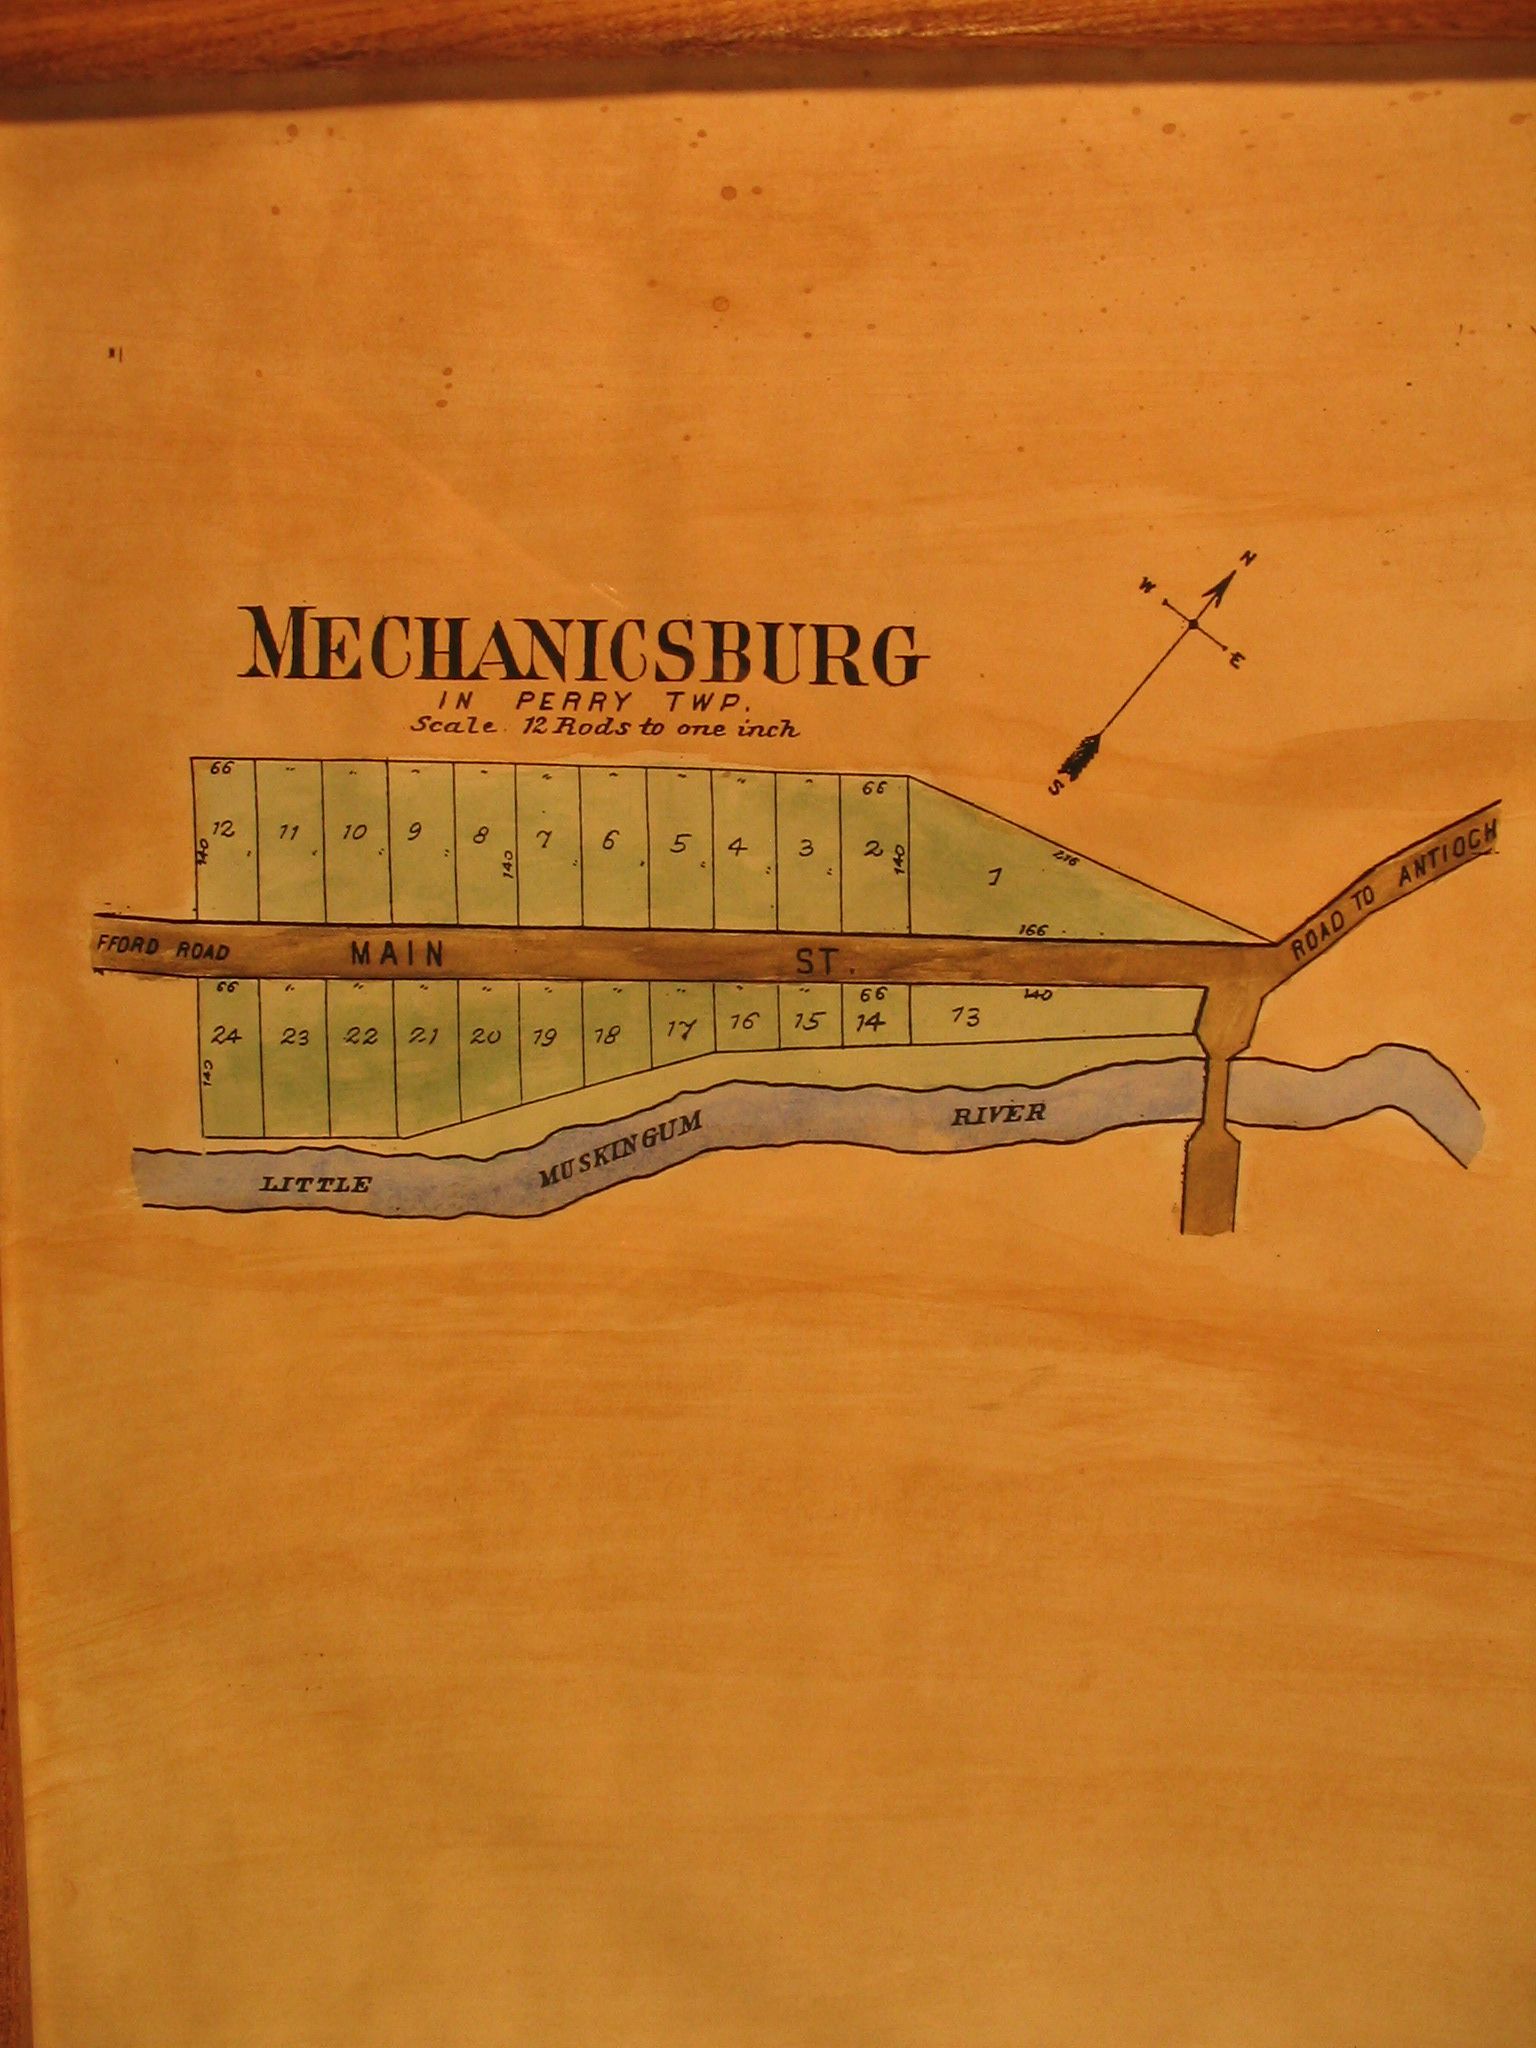 MECHANICSBURG
IN PERRY TWP.
Scale. 12 Rods to one inch
N
W
E
S
66 " " " " " " " " " 66
12 11 10 9 8 7 6 5 4 3 2 1
140 140 140
166
FFORD ROAD MAIN ST.
ROAD TO ANTIOCH
66 " " " " " " " " " 66 140
24 23 22 21 20 19 18 17 16 15 14 13
140
LITTLE MUSKINGUM RIVER